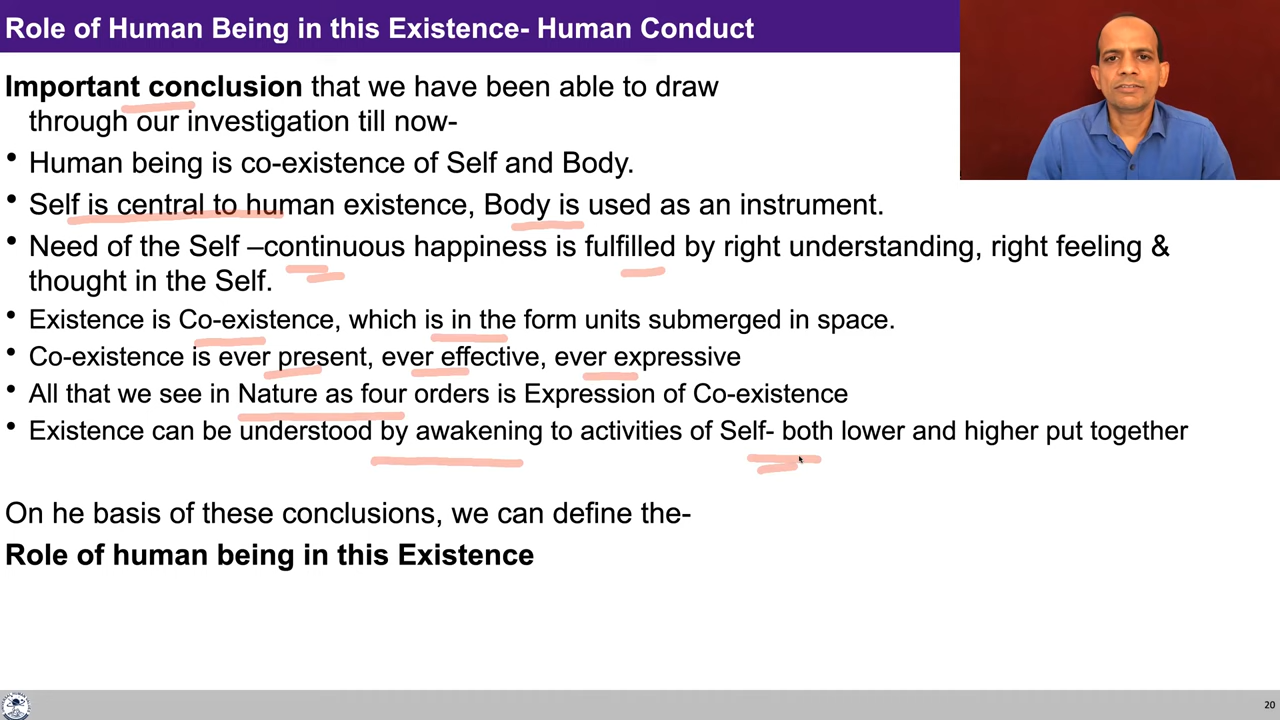 Role of Human Being in this Existence- Human Conduct
Important conclusion that we have been able to draw
through our investigation till now-
• Human being is co-existence of Self and Body.
• Self is central to human existence, Body is used as an instrument.
• Need of the Self –continuous happiness is fulfilled by right understanding, right feeling &
thought in the Self.
• Existence is Co-existence, which is in the form units submerged in space.
• Co-existence is ever present, ever effective, ever expressive
• All that we see in Nature as four orders is Expression of Co-existence
• Existence can be understood by awakening to activities of Self- both lower and higher put together
On he basis of these conclusions, we can define the-
Role of human being in this Existence
20